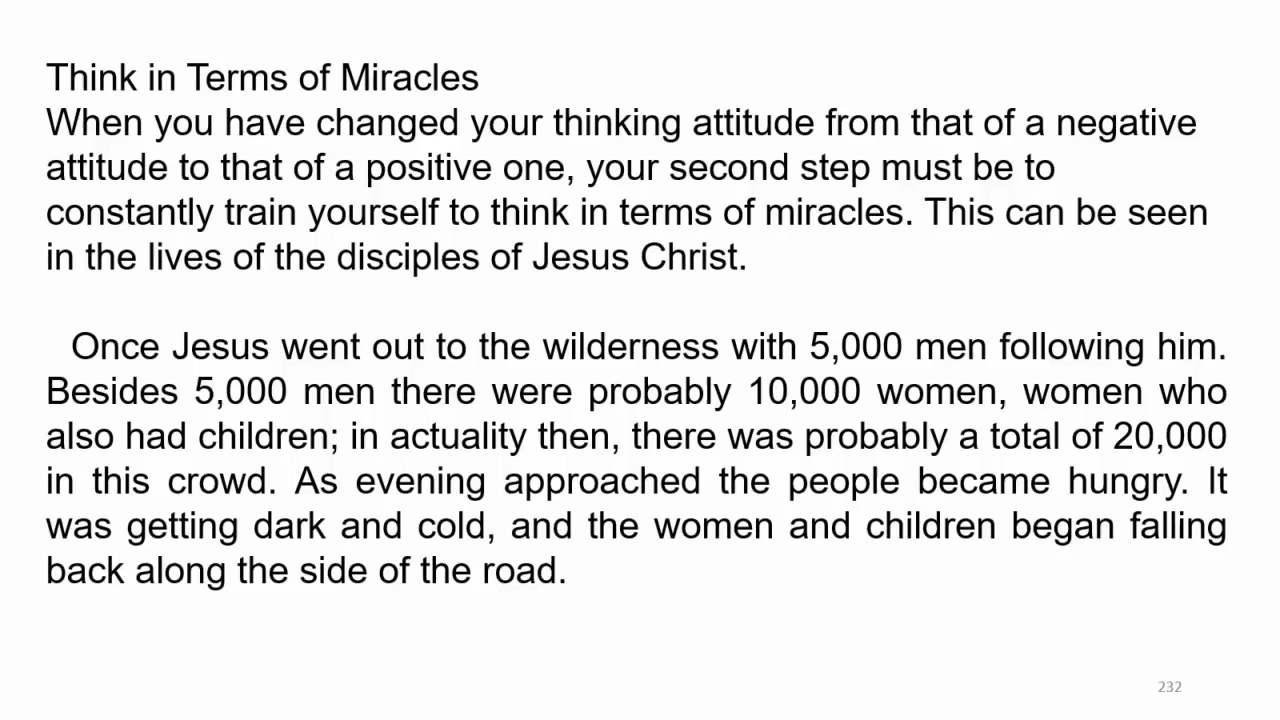 Think in Terms of Miracles
When you have changed your thinking attitude from that of a negative
attitude to that of a positive one, your second step must be to
constantly train yourself to think in terms of miracles. This can be seen
in the lives of the disciples of Jesus Christ.
Once Jesus went out to the wilderness with 5,000 men following him.
Besides 5,000 men there were probably 10,000 women, women who
also had children; in actuality then, there was probably a total of 20,000
in this crowd. As evening approached the people became hungry. It
was getting dark and cold, and the women and children began falling
back along the side of the road.
232